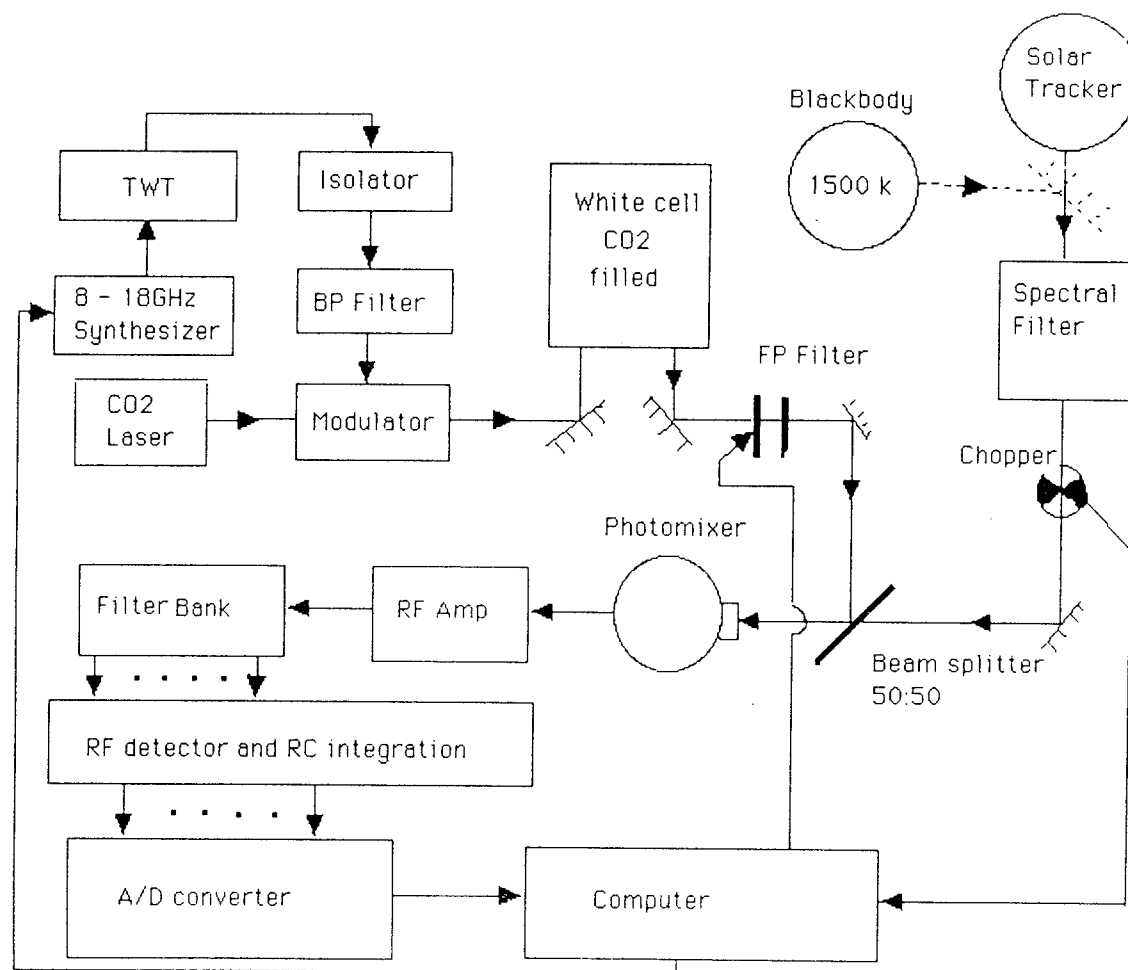 Solar
Tracker
Blackbody
1500 k
TWT
Isolator
White cell
CO2
filled
8 - 18GHz
Synthesizer
BP Filter
Spectral
Filter
FP Filter
CO2
Laser
Modulator
Chopper
Photomixer
Filter Bank
RF Amp
Beam splitter
50:50
RF detector and RC integration
A/D converter
Computer